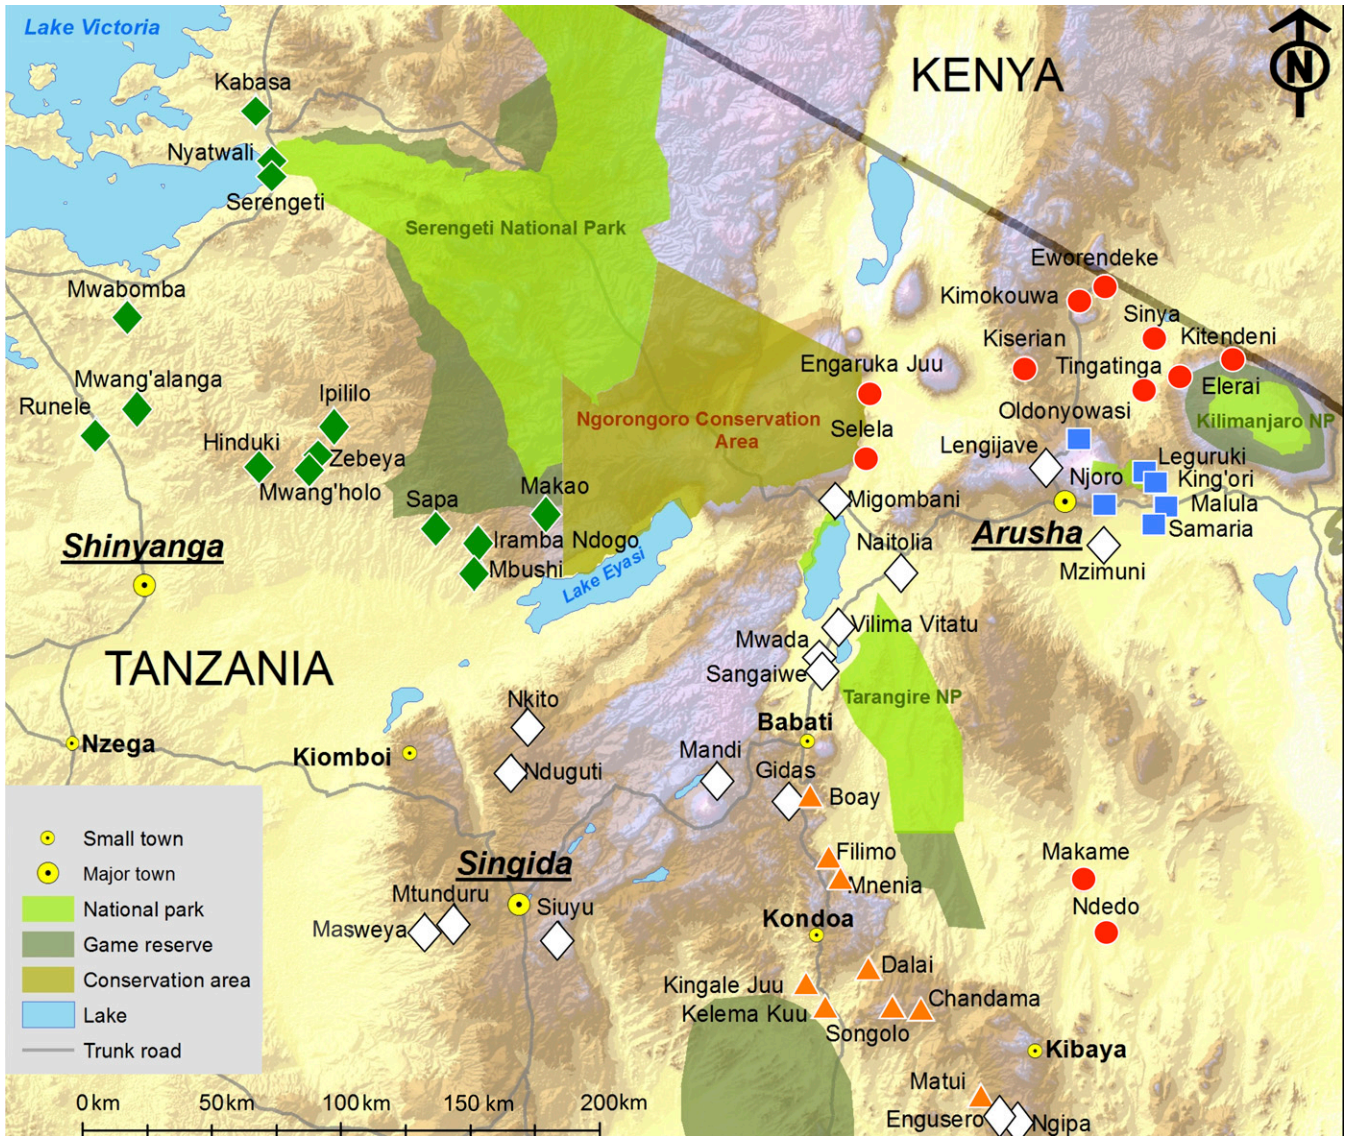 Lake Victoria
KENYA
N
Kabasa
Nyatwali
Serengeti
Serengeti National Park
Eworendeke
Mwabomba
Kimokouwa
Sinya
Kiserian
Kitendeni
Engaruka Juu
Tingatinga
Mwang'alanga
Elerai
Ipililo
Runele
Oldonyowasi
Ngorongoro Conservation
Area
Kilimanjaro NP
Selela
Hinduki
Lengijave
Zebeya
Leguruki
Njoro
King'ori
Mwang'holo
Makao
Sapa
Migombani
Malula
Samaria
Shinyanga
Iramba Ndogo
Naitolia
Arusha
Mbushi
Lake Eyasi
Mzimuni
Vilima Vitatu
Mwada
TANZANIA
Sangaiwe
Tarangire NP
Nkito
Babati
Nzega
Kiomboi
Mandi
Nduguti
Gidas
Boay
Small town
Filimo
Makame
Singida
Major town
Mnenia
Mtunduru
Siuyu
Ndedo
National park
Kondoa
Masweya
Game reserve
Dalai
Conservation area
Kingale Juu
Chandama
Lake
Kelema Kuu
Songolo
Trunk road
Kibaya
Matui
0km 50km 100km 150 km 200km
Engusero
Ngipa